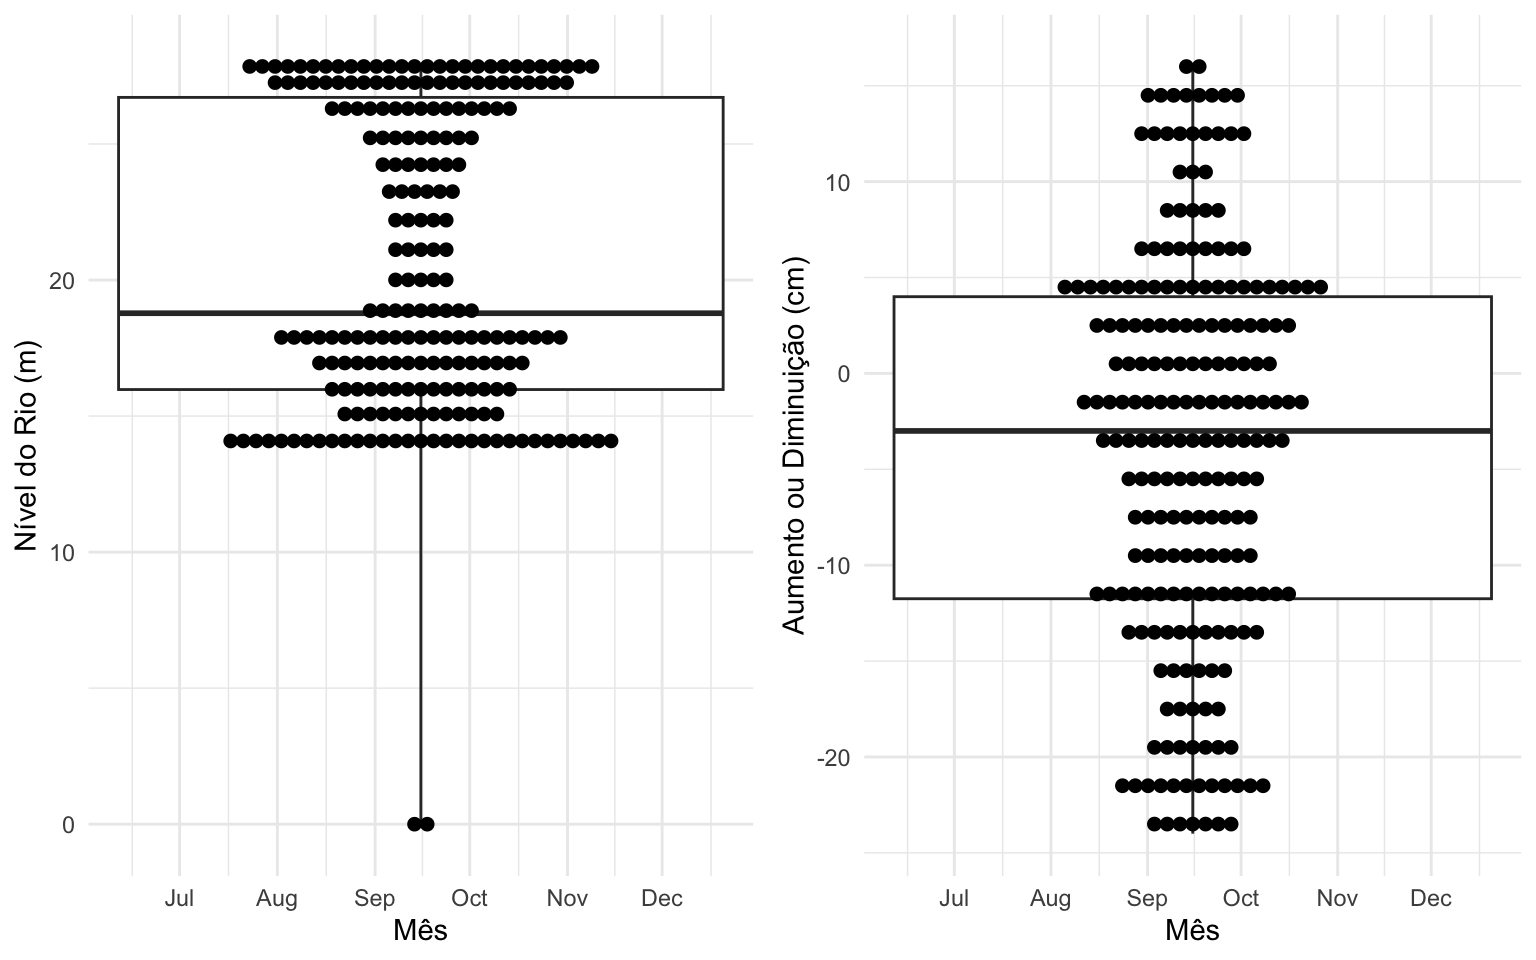 Nível do Rio (m)
20
10
0
Jul Aug Sep Oct Nov Dec
Mês
Aumento ou Diminuição (cm)
10
0
-10
-20
Jul Aug Sep Oct Nov Dec
Mês